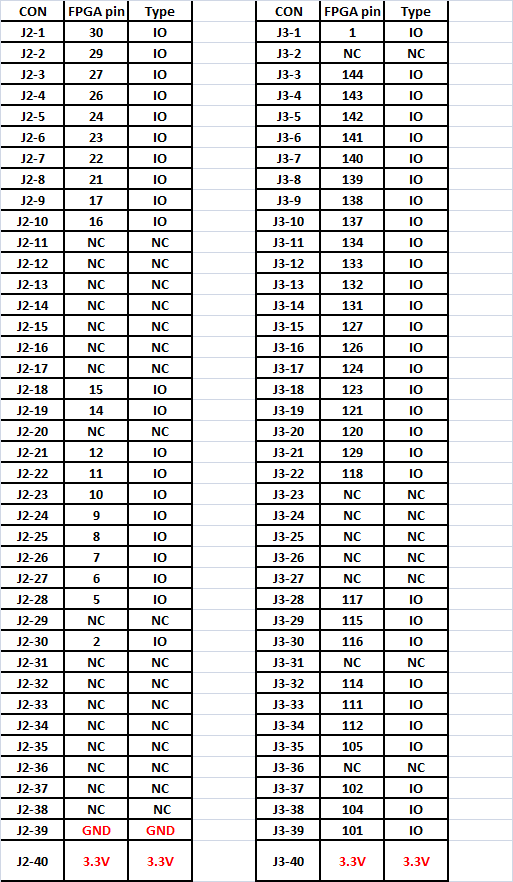 CON FPGA pin Type CON FPGA pin Type
J2-1 30 IO J3-1 1 IO
J2-2 29 IO J3-2 NC NC
J2-3 27 IO J3-3 144 IO
J2-4 26 IO J3-4 143 IO
J2-5 24 IO J3-5 142 IO
J2-6 23 IO J3-6 141 IO
J2-7 22 IO J3-7 140 IO
J2-8 21 IO J3-8 139 IO
J2-9 17 IO J3-9 138 IO
J2-10 16 IO J3-10 137 IO
J2-11 NC NC J3-11 134 IO
J2-12 NC NC J3-12 133 IO
J2-13 NC NC J3-13 132 IO
J2-14 NC NC J3-14 131 IO
J2-15 NC NC J3-15 127 IO
J2-16 NC NC J3-16 126 IO
J2-17 NC NC J3-17 124 IO
J2-18 15 IO J3-18 123 IO
J2-19 14 IO J3-19 121 IO
J2-20 NC NC J3-20 120 IO
J2-21 12 IO J3-21 129 IO
J2-22 11 IO J3-22 118 IO
J2-23 10 IO J3-23 NC NC
J2-24 9 IO J3-24 NC NC
J2-25 8 IO J3-25 NC NC
J2-26 7 IO J3-26 NC NC
J2-27 6 IO J3-27 NC NC
J2-28 5 IO J3-28 117 IO
J2-29 NC NC J3-29 115 IO
J2-30 2 IO J3-30 116 IO
J2-31 NC NC J3-31 NC NC
J2-32 NC NC J3-32 114 IO
J2-33 NC NC J3-33 111 IO
J2-34 NC NC J3-34 112 IO
J2-35 NC NC J3-35 105 IO
J2-36 NC NC J3-36 NC NC
J2-37 NC NC J3-37 102 IO
J2-38 NC NC J3-38 104 IO
J2-39 GND GND J3-39 101 IO
J2-40 3.3V 3.3V J3-40 3.3V 3.3V